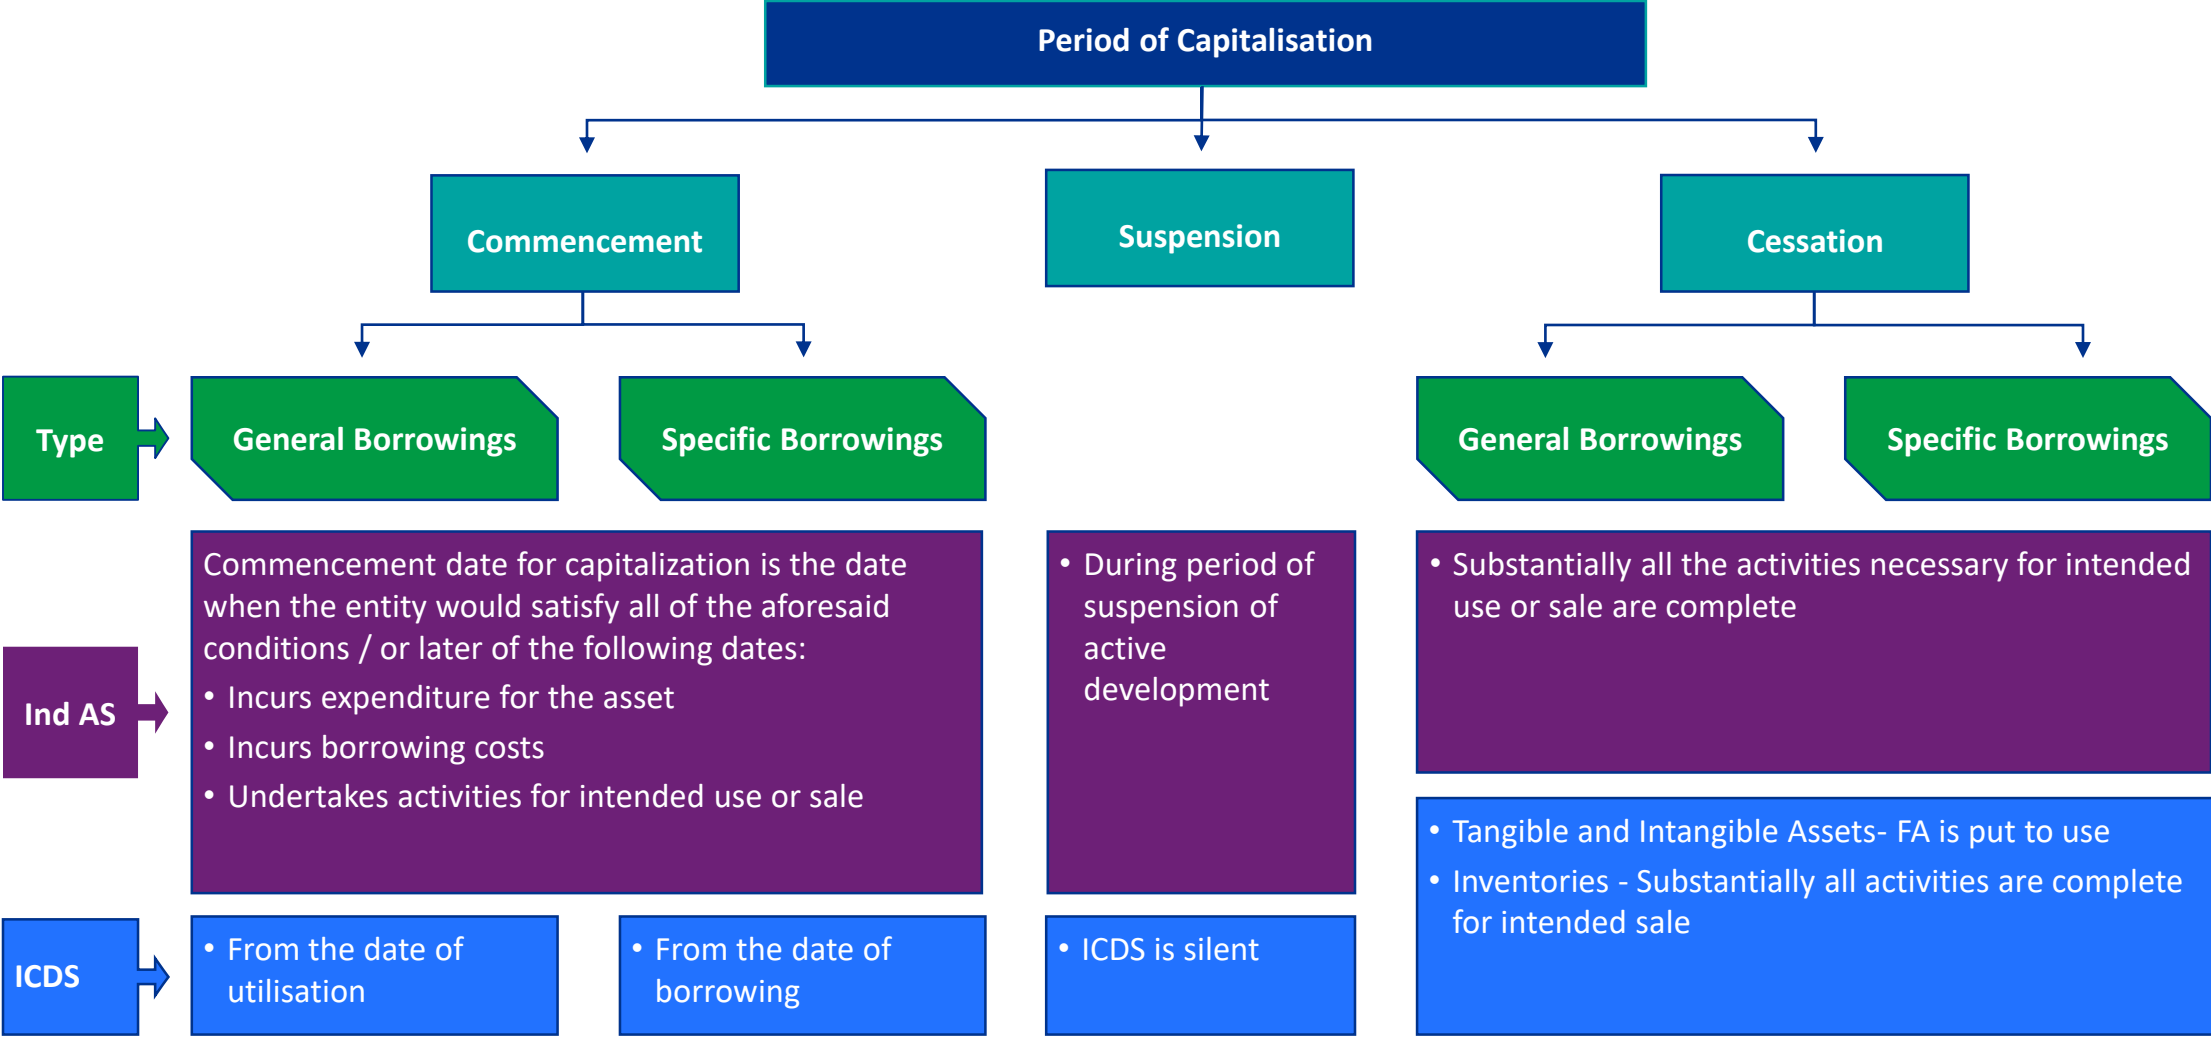 Period of Capitalisation
Commencement
Suspension
Cessation
Type
General Borrowings
Specific Borrowings
General Borrowings
Specific Borrowings
Ind AS
Commencement date for capitalization is the date
when the entity would satisfy all of the aforesaid
conditions / or later of the following dates:
• Incurs expenditure for the asset
• Incurs borrowing costs
• Undertakes activities for intended use or sale
• During period of
suspension of
active
development
• Substantially all the activities necessary for intended
use or sale are complete
ICDS
• From the date of
utilisation
• From the date of
borrowing
• ICDS is silent
• Tangible and Intangible Assets- FA is put to use
• Inventories - Substantially all activities are complete
for intended sale